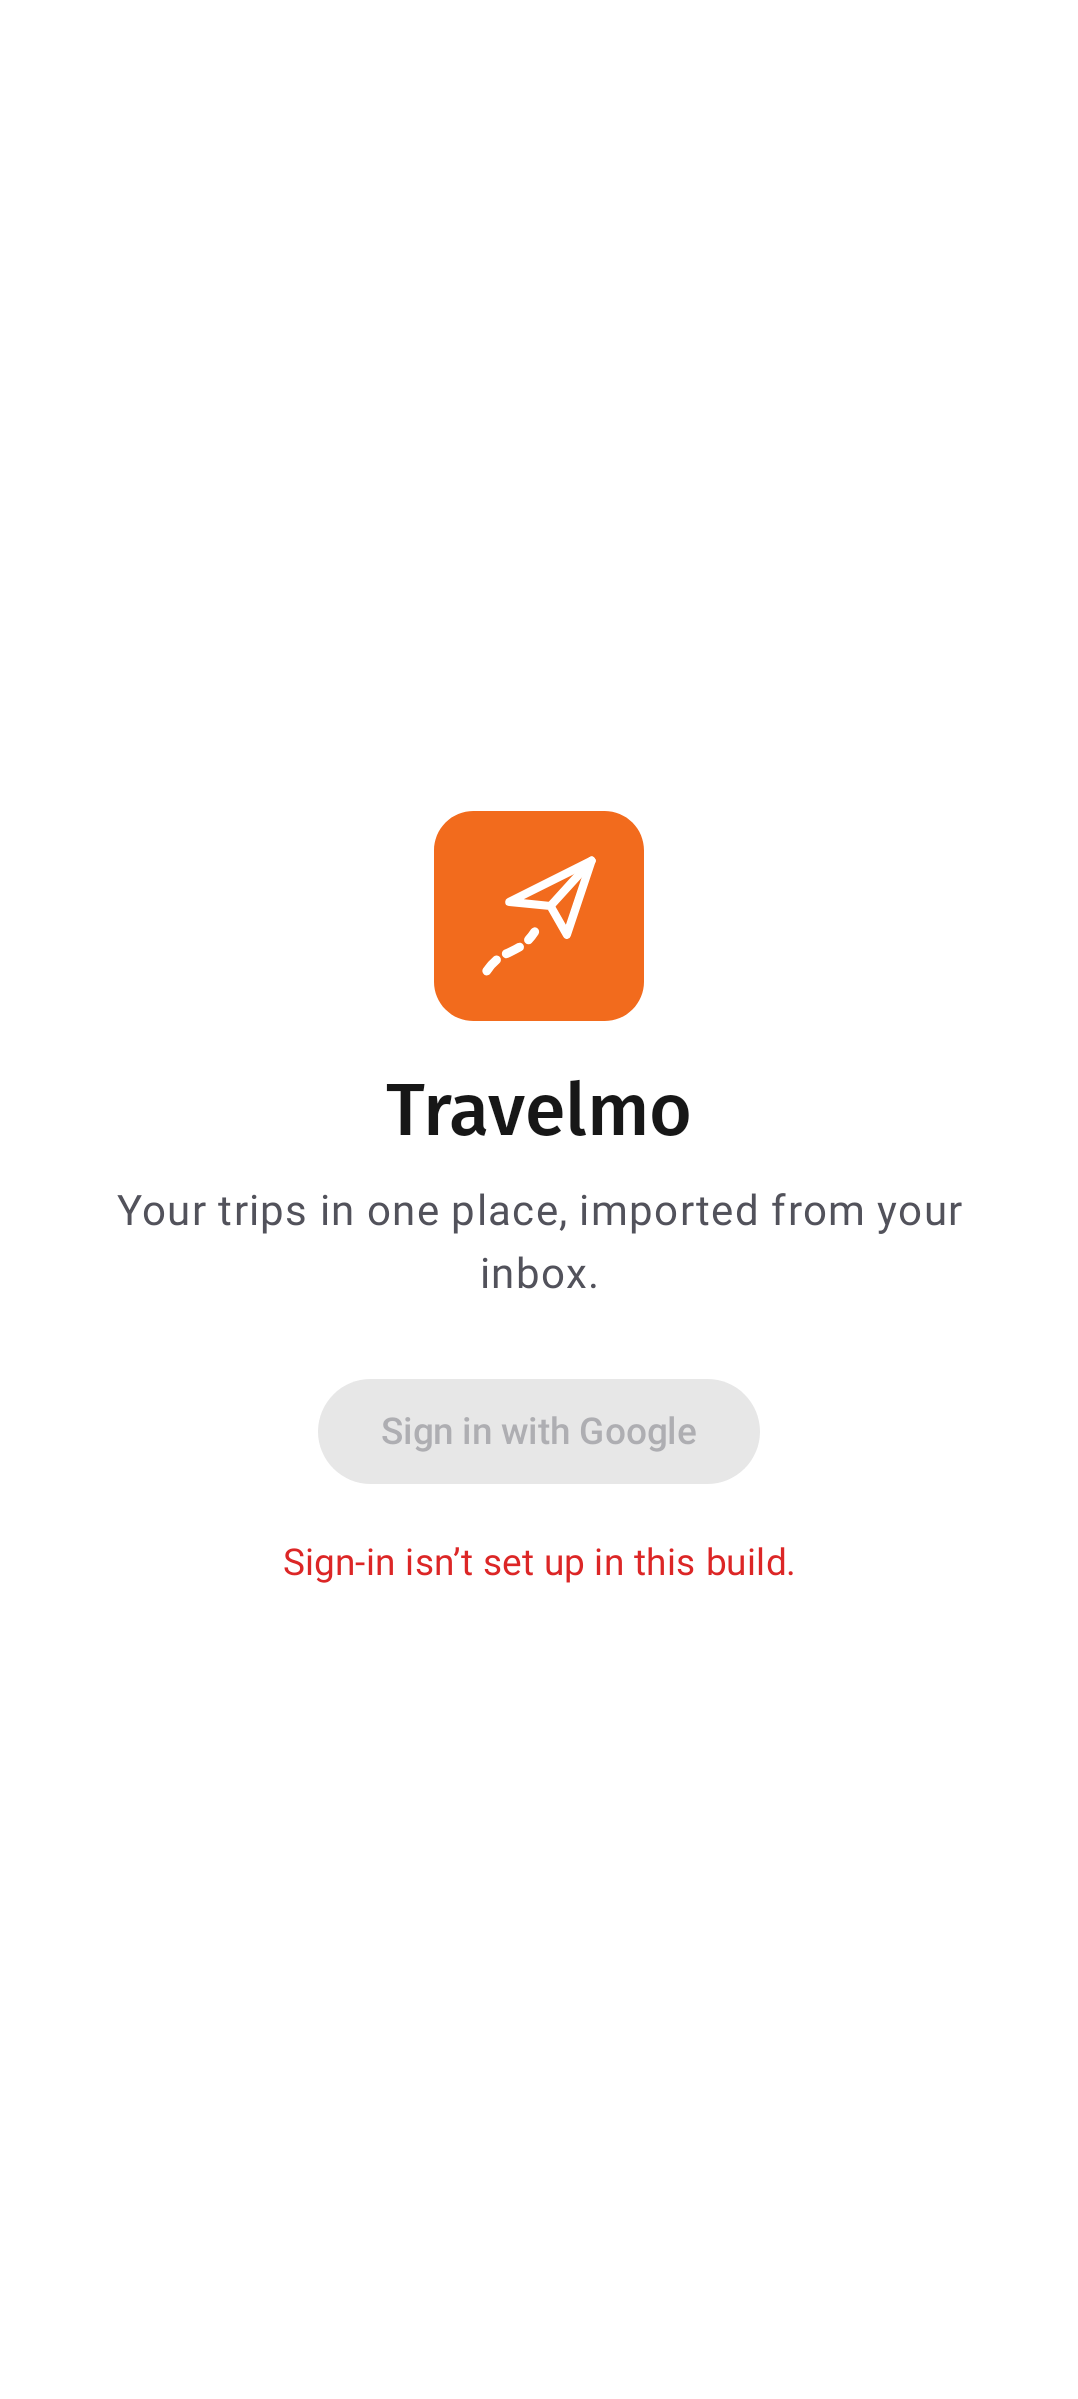 Travelmo
Your trips in one place, imported from your
inbox.
Sign in with Google
Sign-in isn’t set up in this build.